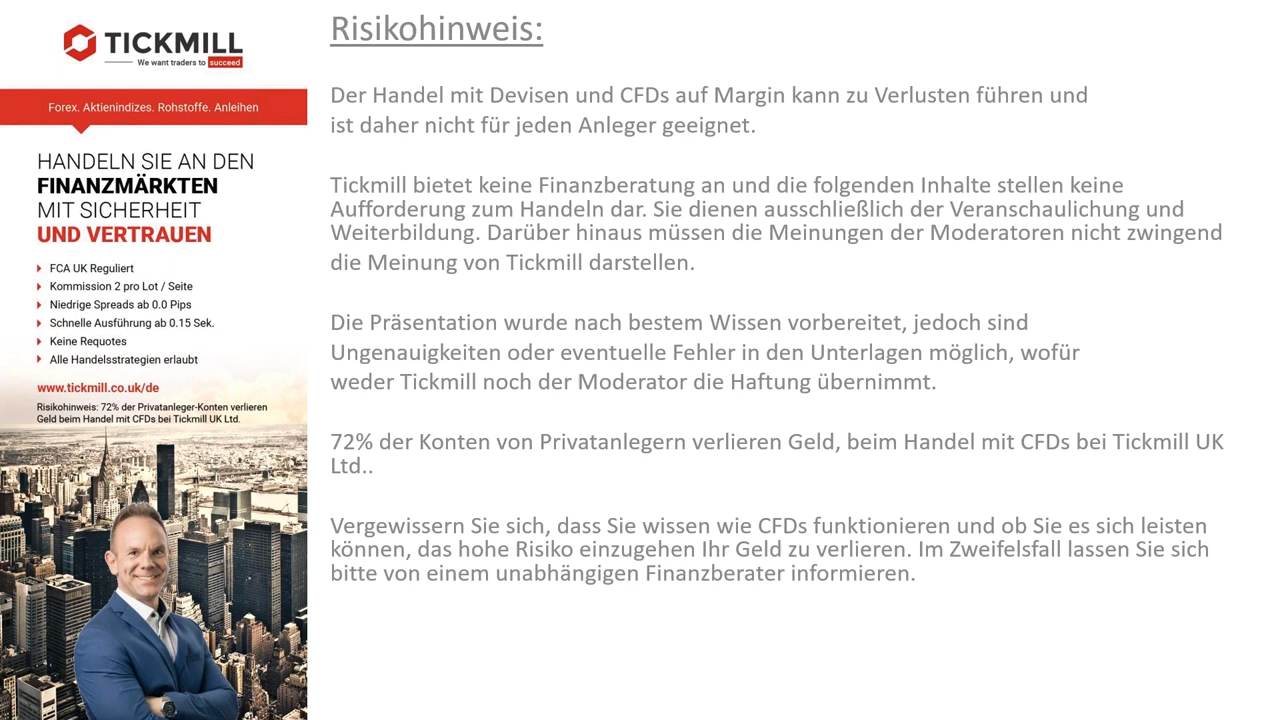 TICKMILL
We want traders to succeed
Forex. Aktienindizes. Rohstoffe. Anleihen
HANDELN SIE AN DEN
FINANZMÄRKTEN
MIT SICHERHEIT
UND VERTRAUEN
FCA UK Reguliert
Kommission 2 pro Lot / Seite
Niedrige Spreads ab 0.0 Pips
Schnelle Ausführung ab 0.15 Sek.
Keine Requotes
Alle Handelsstrategien erlaubt
www.tickmill.co.uk/de
Risikohinweis: 72% der Privatanleger-Konten verlieren
Geld beim Handel mit CFDs bei Tickmill UK Ltd.
Risikohinweis:
Der Handel mit Devisen und CFDs auf Margin kann zu Verlusten führen und
ist daher nicht für jeden Anleger geeignet.
Tickmill bietet keine Finanzberatung an und die folgenden Inhalte stellen keine
Aufforderung zum Handeln dar. Sie dienen ausschließlich der Veranschaulichung und
Weiterbildung. Darüber hinaus müssen die Meinungen der Moderatoren nicht zwingend
die Meinung von Tickmill darstellen.
Die Präsentation wurde nach bestem Wissen vorbereitet, jedoch sind
Ungenauigkeiten oder eventuelle Fehler in den Unterlagen möglich, wofür
weder Tickmill noch der Moderator die Haftung übernimmt.
72% der Konten von Privatanlegern verlieren Geld, beim Handel mit CFDs bei Tickmill UK
Ltd..
Vergewissern Sie sich, dass Sie wissen wie CFDs funktionieren und ob Sie es sich leisten
können, das hohe Risiko einzugehen Ihr Geld zu verlieren. Im Zweifelsfall lassen Sie sich
bitte von einem unabhängigen Finanzberater informieren.